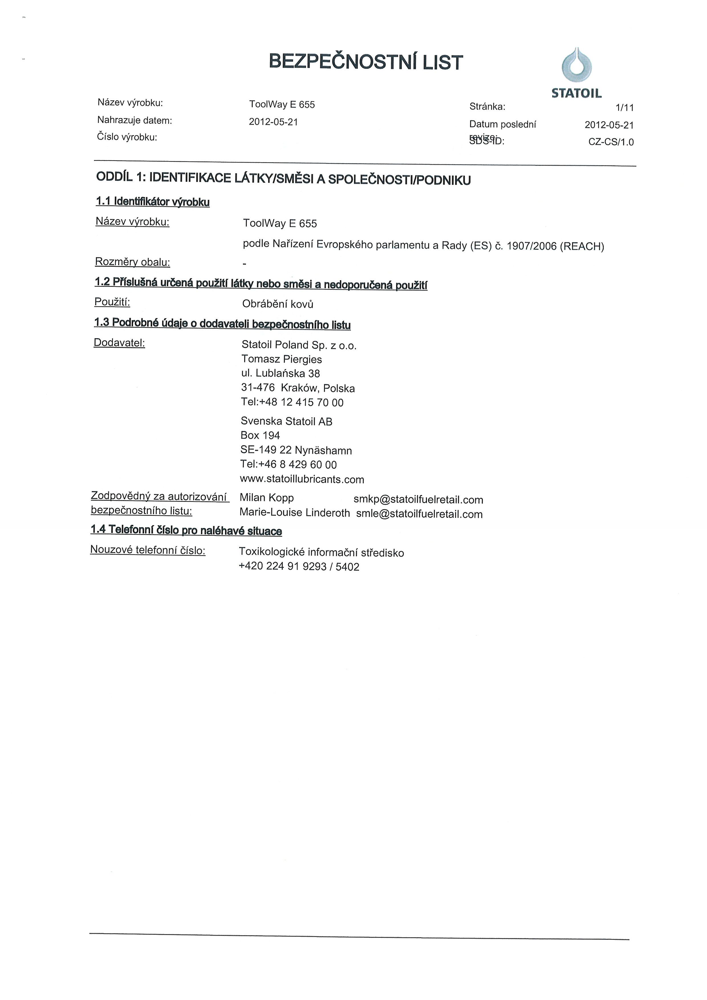 BEZPEČNOSTNÍ LIST
STATOIL
Název výrobku: ToolWay E 655 Stránka: 1/11
Nahrazuje datem: 2012-05-21 Datum poslední revize: 2012-05-21
Číslo výrobku: SDS-ID: CZ-CS/1.0
ODDÍL 1: IDENTIFIKACE LÁTKY/SMĚSI A SPOLEČNOSTI/PODNIKU
1.1 Identifikátor výrobku
Název výrobku: ToolWay E 655
podle Nařízení Evropského parlamentu a Rady (ES) č. 1907/2006 (REACH)
Rozměry obalu: -
1.2 Příslušná určená použití látky nebo směsi a nedoporučená použití
Použití: Obrábění kovů
1.3 Podrobné údaje o dodavateli bezpečnostního listu
Dodavatel: Statoil Poland Sp. z o.o.
Tomasz Piergies
ul. Lublańska 38
31-476 Kraków, Polska
Tel:+48 12 415 70 00
Svenska Statoil AB
Box 194
SE-149 22 Nynäshamn
Tel:+46 8 429 60 00
www.statoillubricants.com
Zodpovědný za autorizování Milan Kopp smkp@statoilfuelretail.com
bezpečnostního listu: Marie-Louise Linderoth smle@statoilfuelretail.com
1.4 Telefonní číslo pro naléhavé situace
Nouzové telefonní číslo: Toxikologické informační středisko
+420 224 91 9293 / 5402